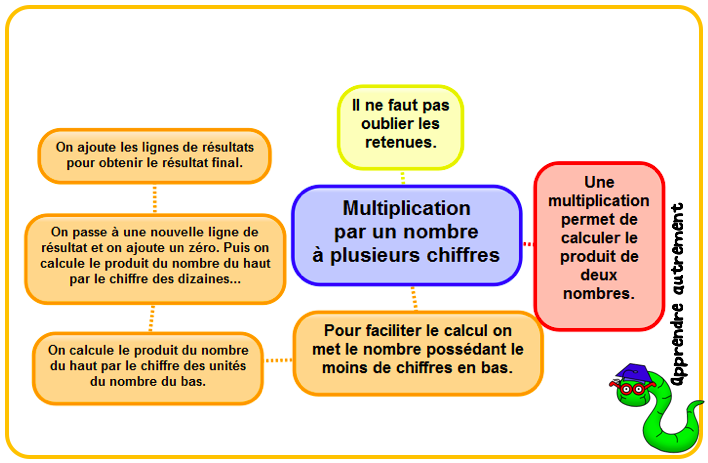 Il ne faut pas
oublier les
retenues.
On ajoute les lignes de résultats
pour obtenir le résultat final.
Multiplication
par un nombre
à plusieurs chiffres
Une
multiplication
permet de
calculer le
produit de
deux
nombres.
On passe à une nouvelle ligne de
résultat et on ajoute un zéro. Puis on
calcule le produit du nombre du haut
par le chiffre des dizaines...
Pour faciliter le calcul on
met le nombre possédant le
moins de chiffres en bas.
On calcule le produit du nombre
du haut par le chiffre des unités
du nombre du bas.
apprendre autrement